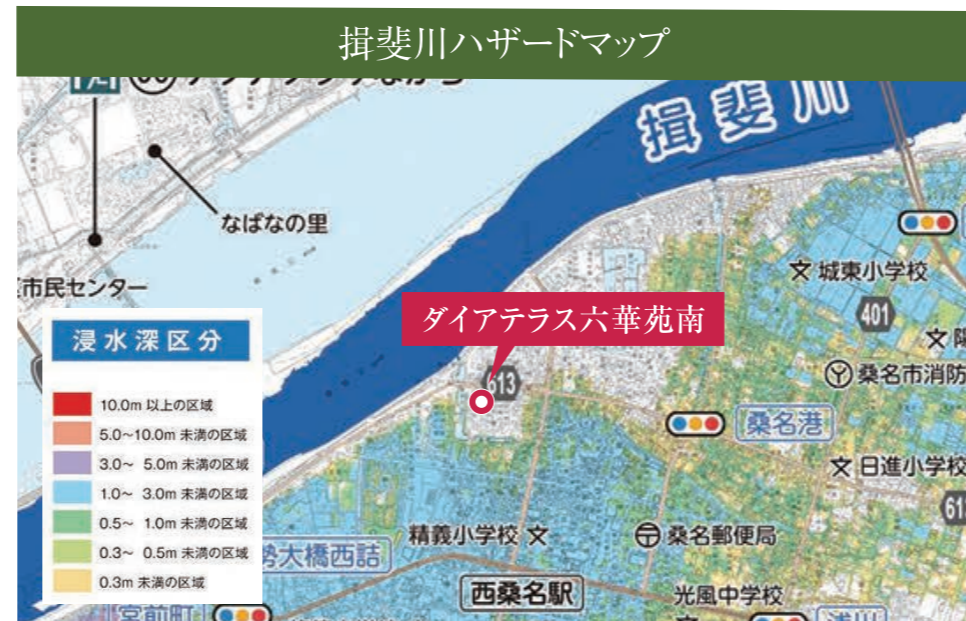 揖斐川ハザードマップ
揖斐川
なばなの里
市民センター
城東小学校
401
ダイアテラス六華苑南
浸水深区分
613
桑名市消防
10.0m 以上の区域
5.0~10.0m 未満の区域
桑名港
3.0~ 5.0m 未満の区域
日進小学校
1.0~ 3.0m 未満の区域
0.5~ 1.0m 未満の区域
精義小学校
桑名郵便局
0.3~ 0.5m 未満の区域
勢大橋西詰
0.3m 未満の区域
西桑名駅
光風中学校
宮前町